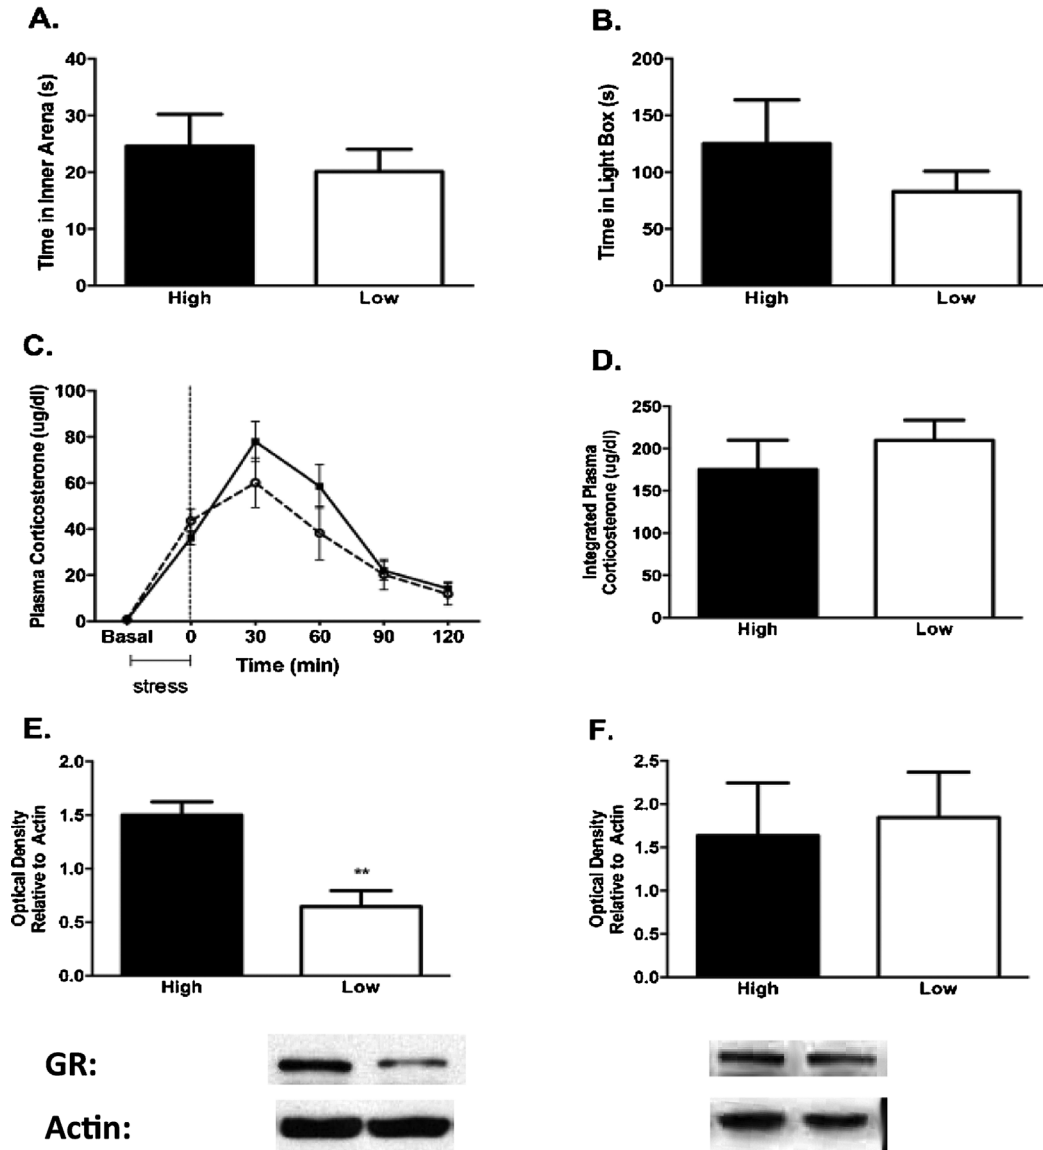 A.
Time in Inner Arena (s)
40
30
20
10
0
High Low
B.
Time in Light Box (s)
200
150
100
50
0
High Low
C.
Plasma Corticosterone (ug/dl)
100
80
60
40
20
0
Basal 0 30 60 90 120
Time (min)
stress
D.
Integrated Plasma
Corticosterone (ug/dl)
250
200
150
100
50
0
High Low
E.
Optical Density
Relative to Actin
2.0
1.5
1.0
0.5
0.0
**
High Low
F.
Optical Density
Relative to Actin
2.5
2.0
1.5
1.0
0.5
0.0
High Low
GR:
Actin: